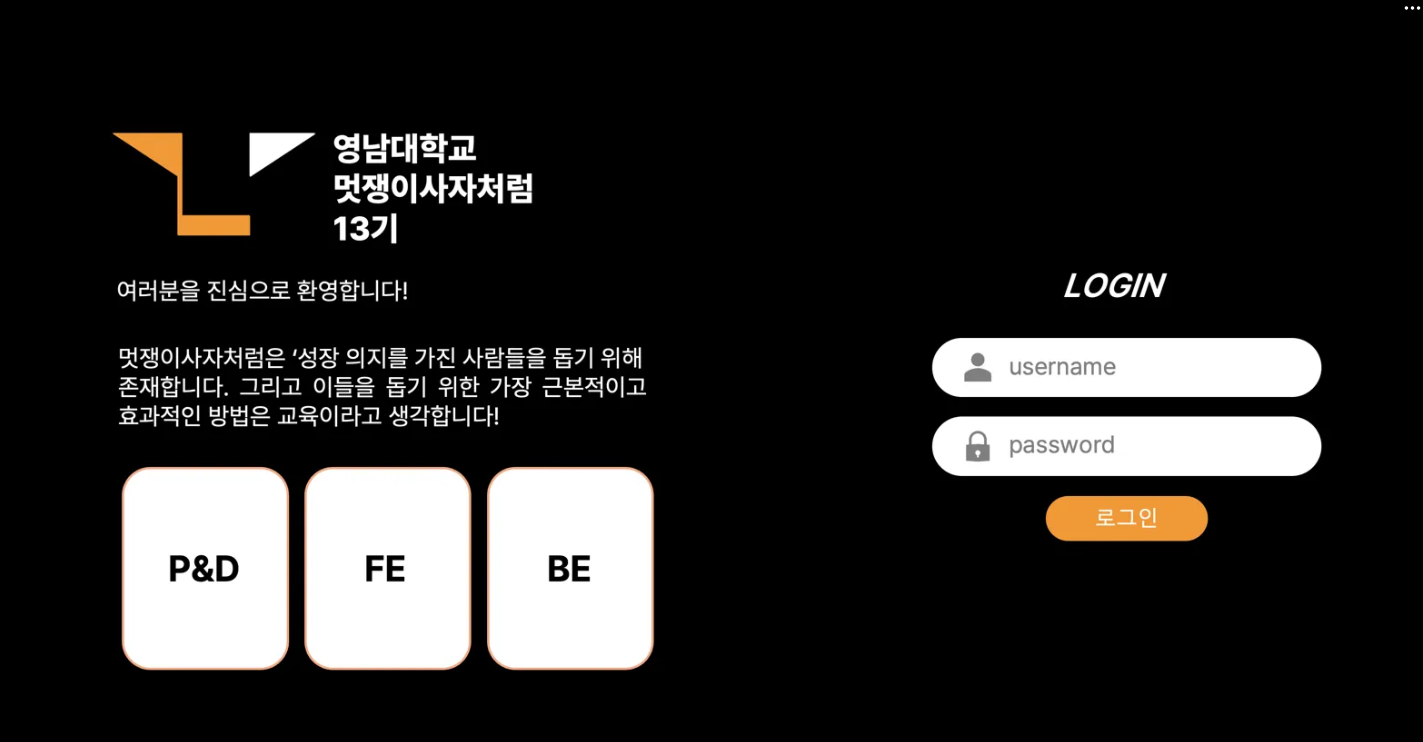 영남대학교
멋쟁이사자처럼
13기
여러분을 진심으로 환영합니다!
멋쟁이사자처럼은 ‘성장 의지를 가진 사람들을 돕기 위해
존재합니다. 그리고 이들을 돕기 위한 가장 근본적이고
효과적인 방법은 교육이라고 생각합니다!
P&D
FE
BE
LOGIN
username
password
로그인